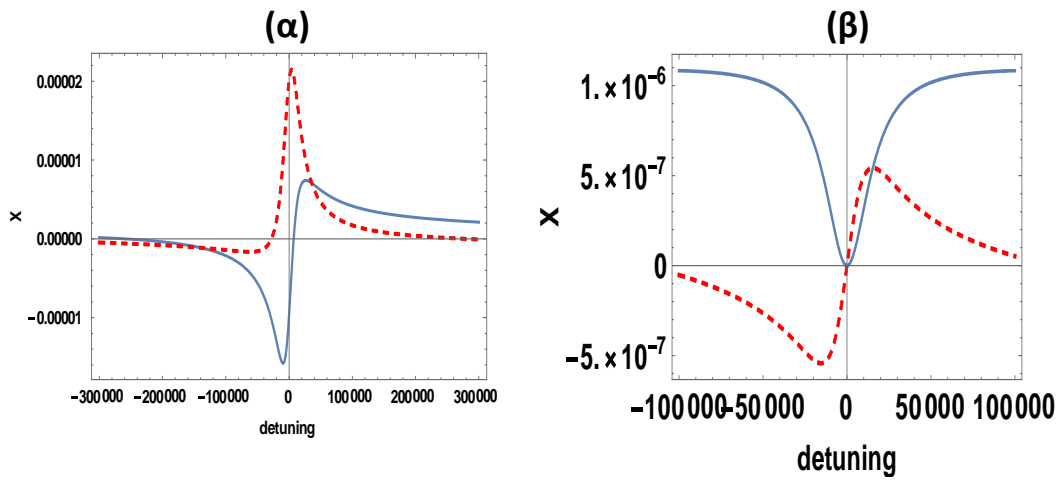 (α)
0.00002
0.00001
0.00000
−0.00001
x
−300000 −200000 −100000 0 100000 200000 300000
detuning
(β)
1.×10⁻⁶
5.×10⁻⁷
0
−5.×10⁻⁷
x
−100000 −50000 0 50000 100000
detuning